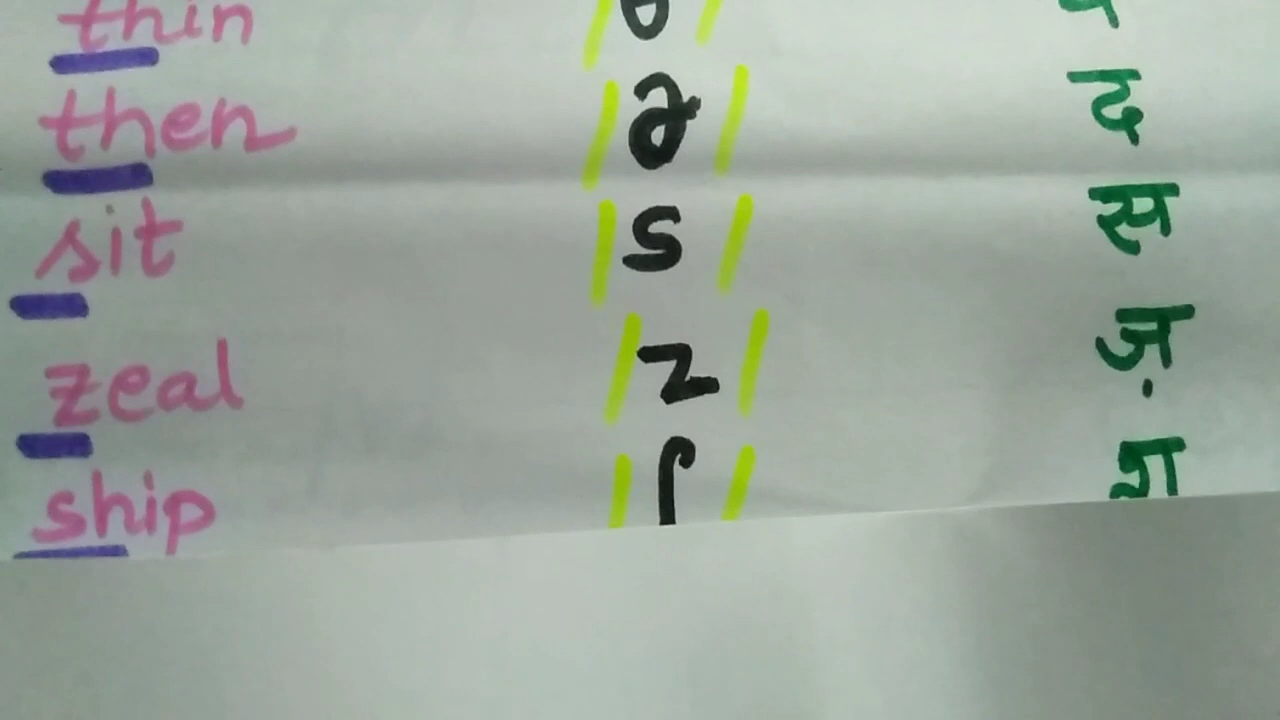 thin /θ/
then /ð/ द
sit /s/ स
zeal /z/ ज़
ship /ʃ/ श